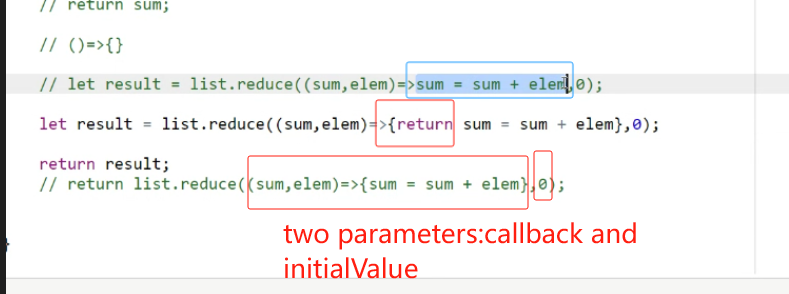 // return sum;
// ()=>{}
// let result = list.reduce((sum,elem)=>sum = sum + elem,0);
let result = list.reduce((sum,elem)=>{return sum = sum + elem},0);
return result;
// return list.reduce((sum,elem)=>{sum = sum + elem},0);
two parameters:callback and
initialValue
}